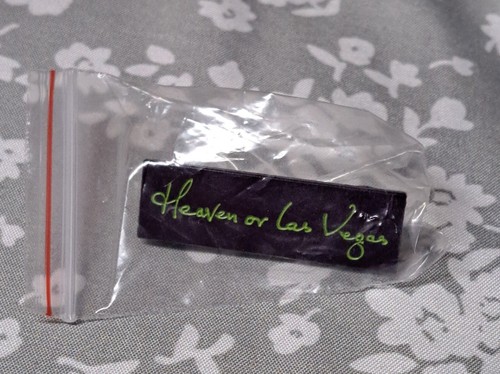 Heaven or Las Vegas